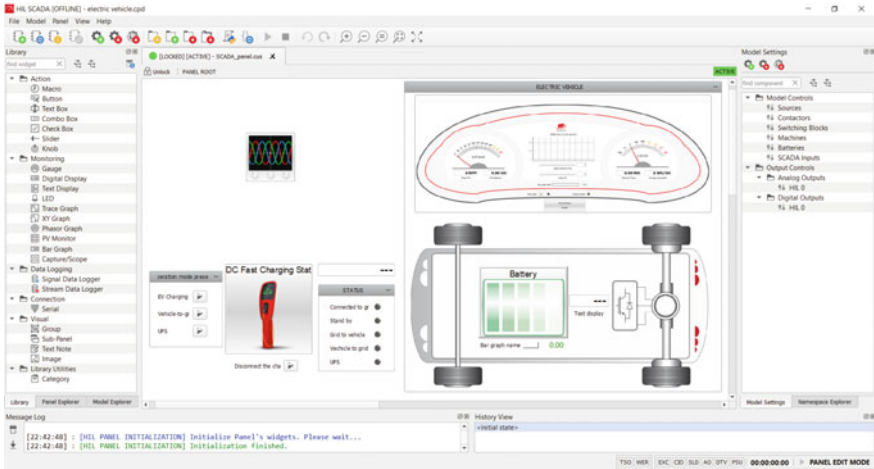 HIL SCADA [OFFLINE] - electric vehicle.cpd
File Model Panel View Help
Library
find widget
Action
Macro
Button
Text Box
Combo Box
Check Box
Slider
Knob
Monitoring
Gauge
Digital Display
Text Display
LED
Trace Graph
XY Graph
Phasor Graph
PV Monitor
Bar Graph
Capture/Scope
Data Logging
Signal Data Logger
Stream Data Logger
Connection
Serial
Visual
Group
Sub-Panel
Text Note
Image
Library Utilities
Category
Library Panel Explorer Model Explorer
[LOCKED] [ACTIVE] - SCADA_panel.cus
Unlock PANEL ROOT
ACTIVE
EV Charging
Vehicle-to-gr
UPS
DC Fast Charging Stat
Disconnect the cha
---
STATUS
Connected to gr
Stand by
Grid to vehicle
Vechicle to grid
UPS
ELECTRIC VEHICLE
Battery
---
Text display
Bar graph name 0.00
Model Settings
find component
Model Controls
Sources
Contactors
Switching Blocks
Machines
Batteries
SCADA Inputs
Output Controls
Analog Outputs
HIL 0
Digital Outputs
HIL 0
Model Settings Namespace Explorer
Message Log
[22:42:48] : [HIL PANEL INITIALIZATION] Initialize Panel's widgets. Please wait...
[22:42:48] : [HIL PANEL INITIALIZATION] Initialization finished.
History View
<initial state>
TSO WER EXC CIO SLD AO DTV PSU 00:00:00:00 PANEL EDIT MODE